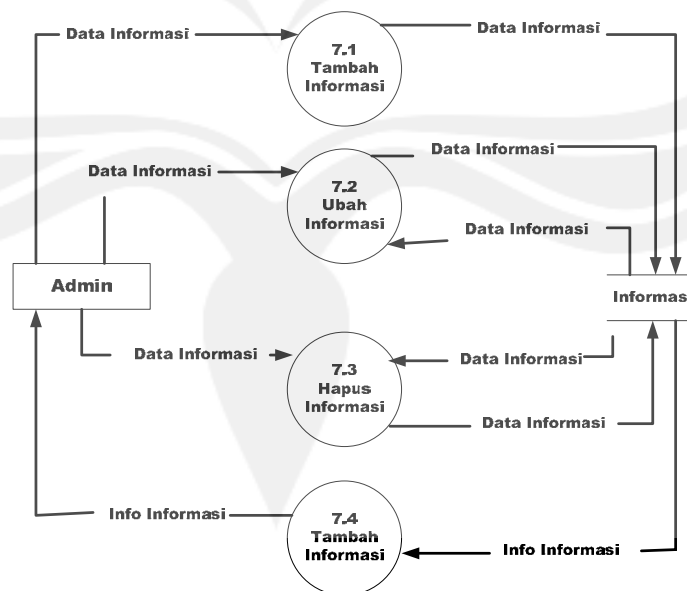 Data Informasi
Data Informasi
7.1
Tambah
Informasi
Data Informasi
Data Informasi
7.2
Ubah
Informasi
Data Informasi
Admin
Informas
Data Informasi
Data Informasi
7.3
Hapus
Informasi
Data Informasi
Info Informasi
7.4
Tambah
Informasi
Info Informasi